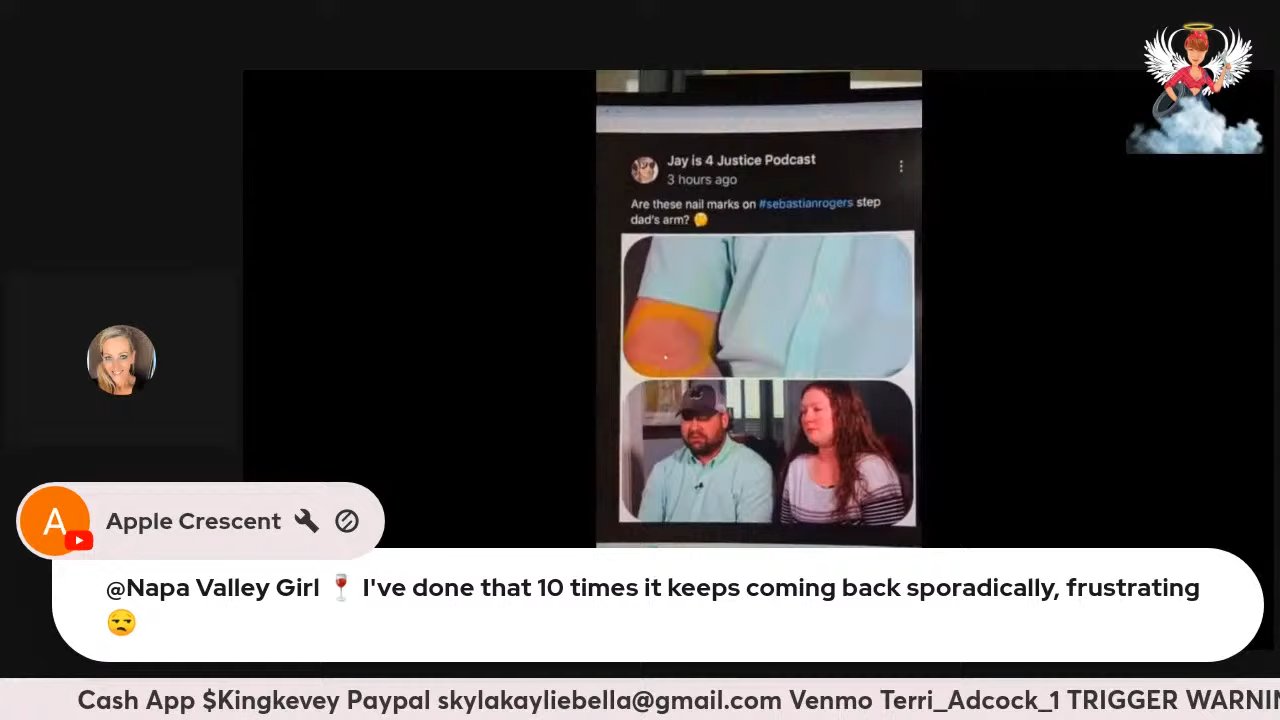 Jay is 4 Justice Podcast
3 hours ago
Are these nail marks on #sebastianrogers step
dad's arm? 🤔
A
Apple Crescent
@Napa Valley Girl 🍷 I've done that 10 times it keeps coming back sporadically, frustrating
😒
Cash App $Kingkevey Paypal skylakayliebella@gmail.com Venmo Terri_Adcock_1 TRIGGER WARNIN